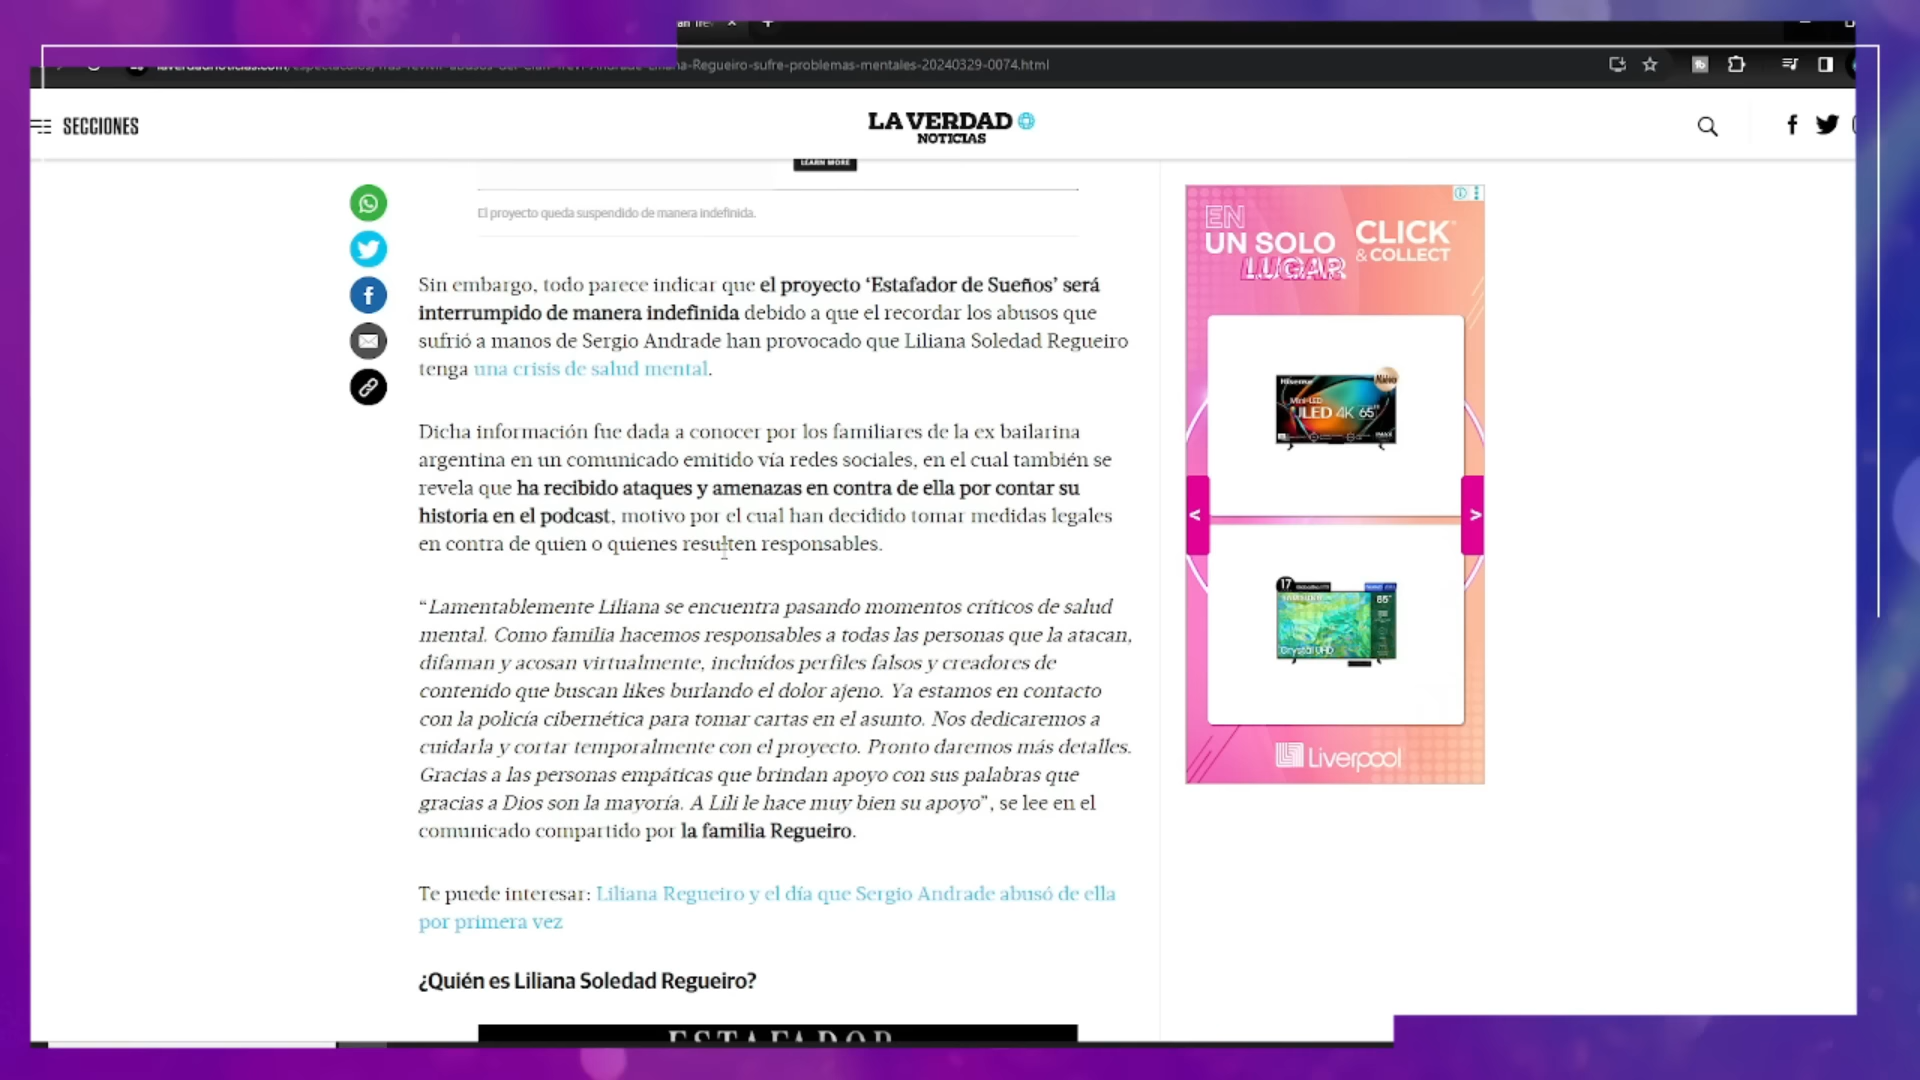 laverdadnoticias.com/espectaculos/Tras-revivir-abusos-del-Clan-Trevi-Andrade-Liliana-Regueiro-sufre-problemas-mentales-20240329-0074.html
SECCIONES
LA VERDAD
NOTICIAS
LEARN MORE
El proyecto queda suspendido de manera indefinida.
Sin embargo, todo parece indicar que el proyecto ‘Estafador de Sueños’ será
interrumpido de manera indefinida debido a que el recordar los abusos que
sufrió a manos de Sergio Andrade han provocado que Liliana Soledad Regueiro
tenga una crisis de salud mental.
Dicha información fue dada a conocer por los familiares de la ex bailarina
argentina en un comunicado emitido vía redes sociales, en el cual también se
revela que ha recibido ataques y amenazas en contra de ella por contar su
historia en el podcast, motivo por el cual han decidido tomar medidas legales
en contra de quien o quienes resulten responsables.
“Lamentablemente Liliana se encuentra pasando momentos críticos de salud
mental. Como familia hacemos responsables a todas las personas que la atacan,
difaman y acosan virtualmente, incluídos perfiles falsos y creadores de
contenido que buscan likes burlando el dolor ajeno. Ya estamos en contacto
con la policía cibernética para tomar cartas en el asunto. Nos dedicaremos a
cuidarla y cortar temporalmente con el proyecto. Pronto daremos más detalles.
Gracias a las personas empáticas que brindan apoyo con sus palabras que
gracias a Dios son la mayoría. A Lili le hace muy bien su apoyo”, se lee en el
comunicado compartido por la familia Regueiro.
Te puede interesar: Liliana Regueiro y el día que Sergio Andrade abusó de ella
por primera vez
¿Quién es Liliana Soledad Regueiro?
ESTAFADOR
EN
UN SOLO
LUGAR
CLICK
& COLLECT
Hisense
Mini-LED
ULED 4K 65"
17
85"
Crystal UHD
Liverpool